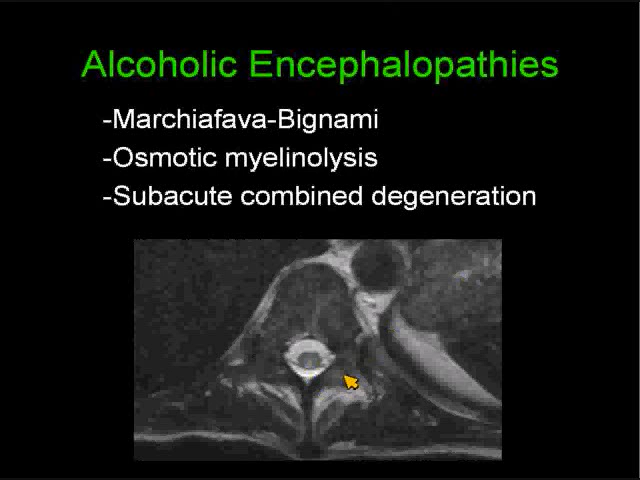 Alcoholic Encephalopathies
-Marchiafava-Bignami
-Osmotic myelinolysis
-Subacute combined degeneration